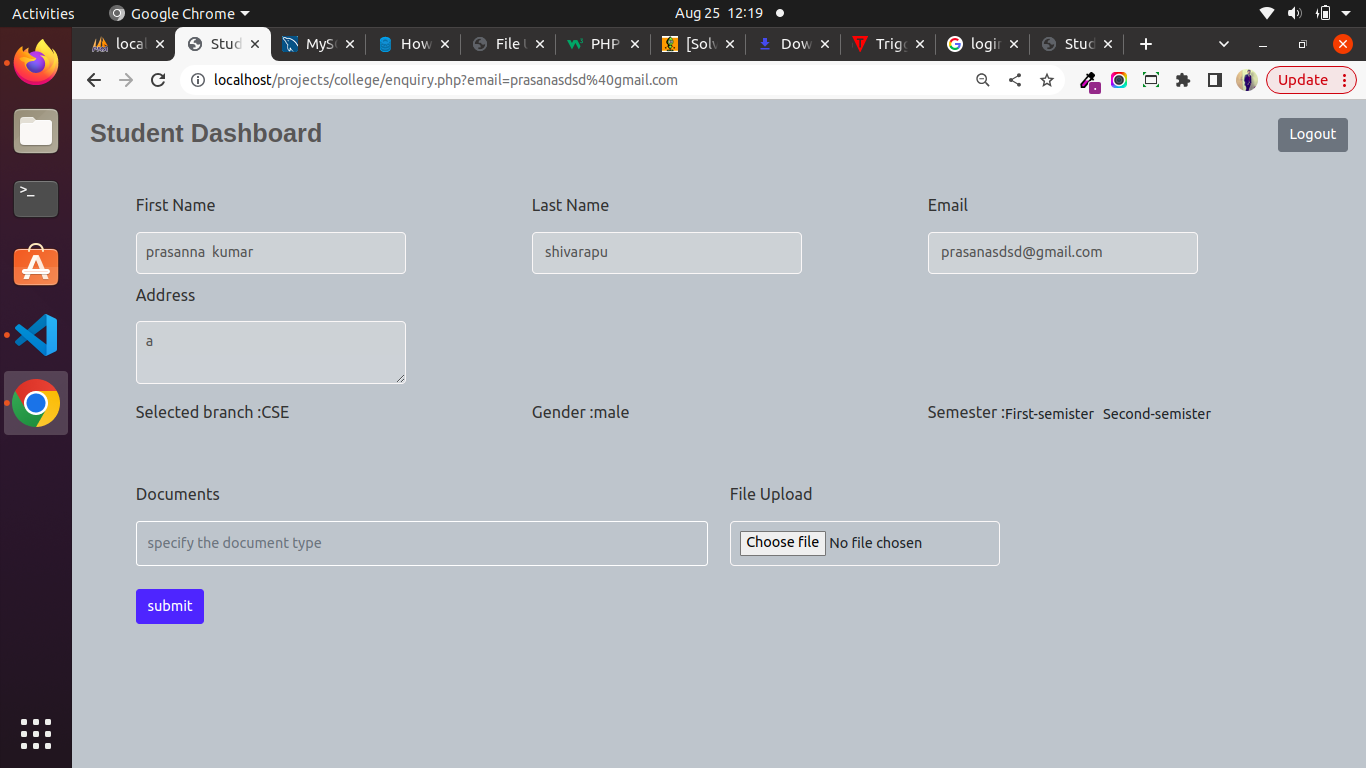 Activities Google Chrome Aug 25 12:19
local Stud MySQ How File U PHP [Solv Dow Trigg login Stud
localhost/projects/college/enquiry.php?email=prasanasdsd%40gmail.com Update
Student Dashboard Logout
First Name Last Name Email
prasanna kumar shivarapu prasanasdsd@gmail.com
Address
a
Selected branch :CSE Gender :male Semester :First-semister Second-semister
Documents File Upload
specify the document type Choose file No file chosen
submit